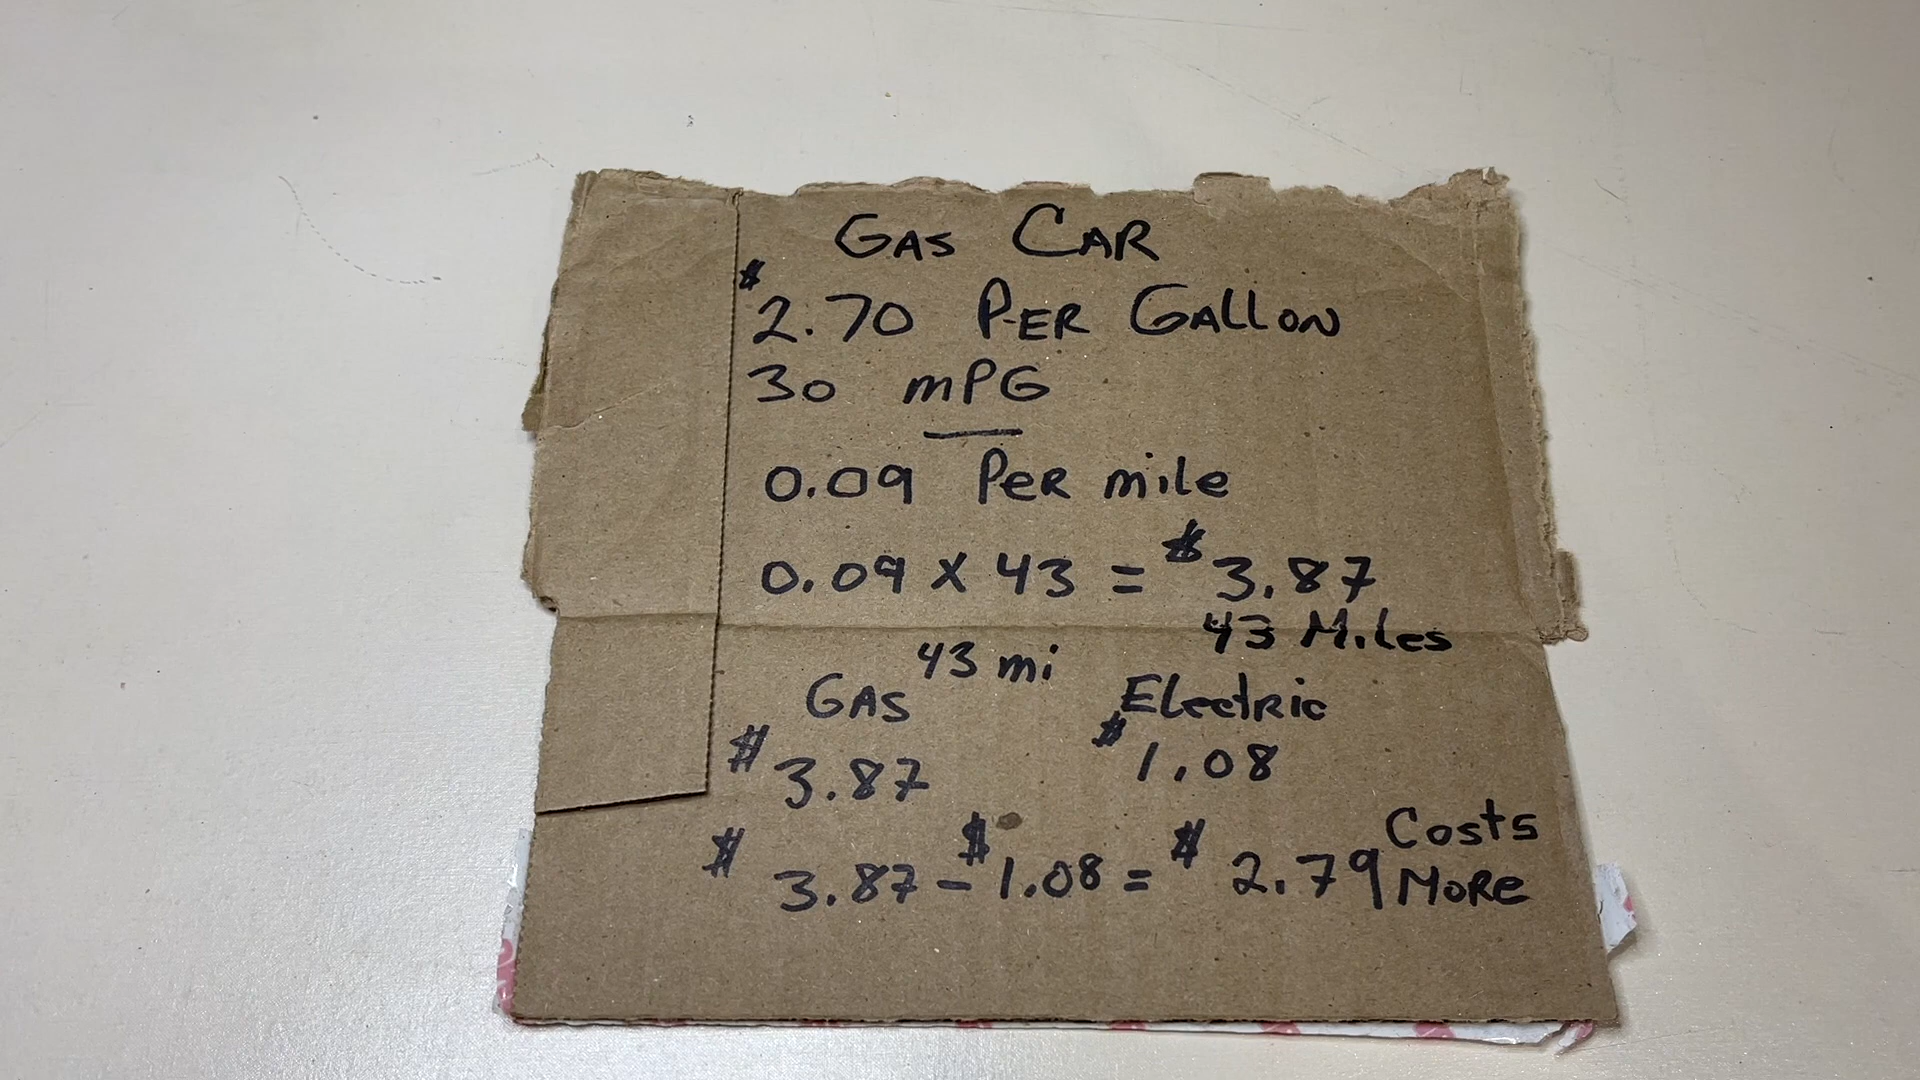 GAS CAR
$2.70 PER GALLON
30 mPG
0.09 PER mile
0.09 x 43 = $3.87
43 Miles
43 mi
GAS Electric
$3.87 $1.08
$3.87 - $1.08 = $2.79 Costs MORe